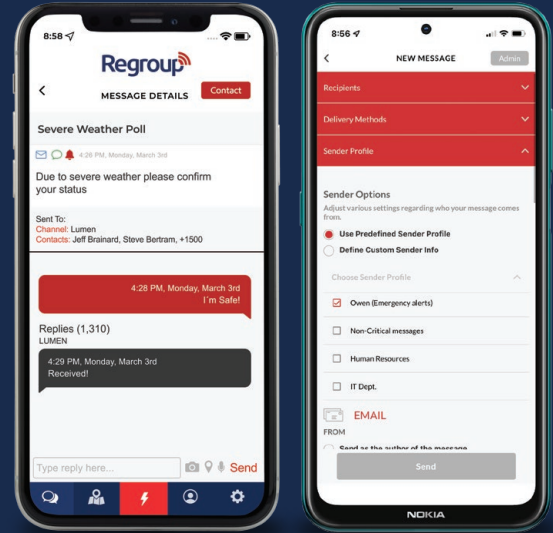 8:58
Regroup
MESSAGE DETAILS
Contact
Severe Weather Poll
4:26 PM, Monday, March 3rd
Due to severe weather please confirm
your status
Sent To:
Channel: Lumen
Contacts: Jeff Brainard, Steve Bertram, +1500
4:28 PM, Monday, March 3rd
I´m Safe!
Replies (1,310)
LUMEN
4:29 PM, Monday, March 3rd
Received!
Type reply here...
Send
8:56
NEW MESSAGE
Admin
Recipients
Delivery Methods
Sender Profile
Sender Options
Adjust various settings regarding who your message comes
from.
Use Predefined Sender Profile
Define Custom Sender Info
Choose Sender Profile
Owen (Emergency alerts)
Non-Critical messages
Human Resources
IT Dept.
EMAIL
FROM
Send as the author of the message
Send
NOKIA